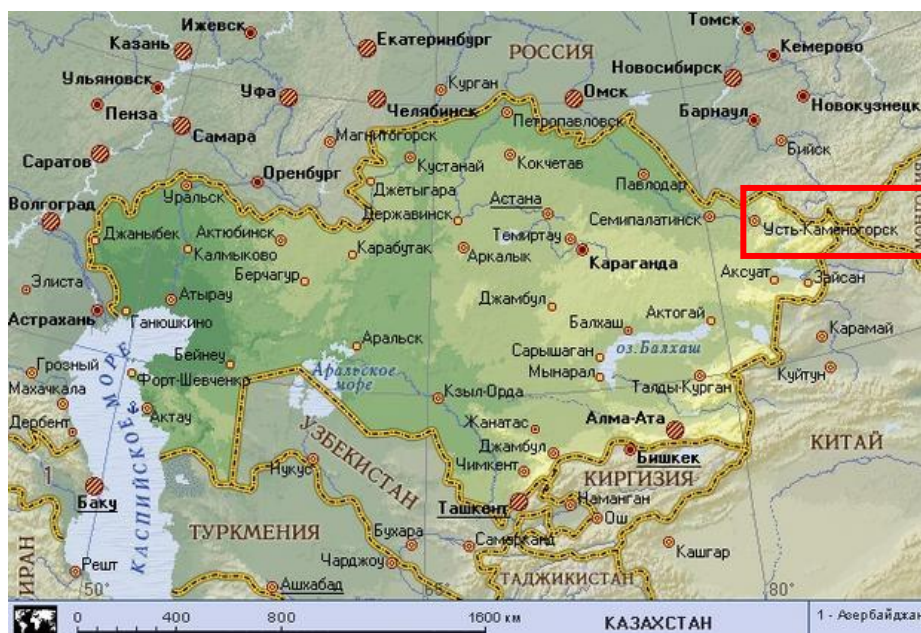 Ижевск
Томск
Казань
Екатеринбург
РОССИЯ
Кемерово
Ульяновск
Новосибирск
Уфа
Курган
Омск
Пенза
Челябинск
Барнаул
Новокузнецк
Самара
Петропавловск
Магнитогорск
Бийск
Саратов
Кустанай
Кокчетав
Оренбург
Джетыгара
Павлодар
Уральск
Астана
Волгоград
Державинск
Семипалатинск
Усть-Каменогорск
Джаныбек
Актюбинск
Темиртау
Калмыково
Карабутак
Аркалык
Караганда
Берчагур
Аксуат
Зайсан
Элиста
Атырау
Джамбул
Астрахань
Ганюшкино
Актогай
Балхаш
Аральск
Карамай
Грозный
Бейнеу
Сарышаган
оз.Балхаш
Махачкала
Форт-Шевченко
Аральское
море
Мынарал
Куйтун
Кзыл-Орда
Талды-Курган
Дербент
Актау
КАСПИЙСКОЕ МОРЕ
УЗБЕКИСТАН
Жанатас
Алма-Ата
КИТАЙ
Джамбул
Бишкек
1
Нукус
Чимкент
КИРГИЗИЯ
Баку
Ташкент
Наманган
Ош
ТУРКМЕНИЯ
Бухара
Самарканд
Кашгар
ИРАН
Решт
Чарджоу
ТАДЖИКИСТАН
50°
Ашхабад
65°
80°
0 400 800 1600 км
КАЗАХСТАН
1 - Азербайджан